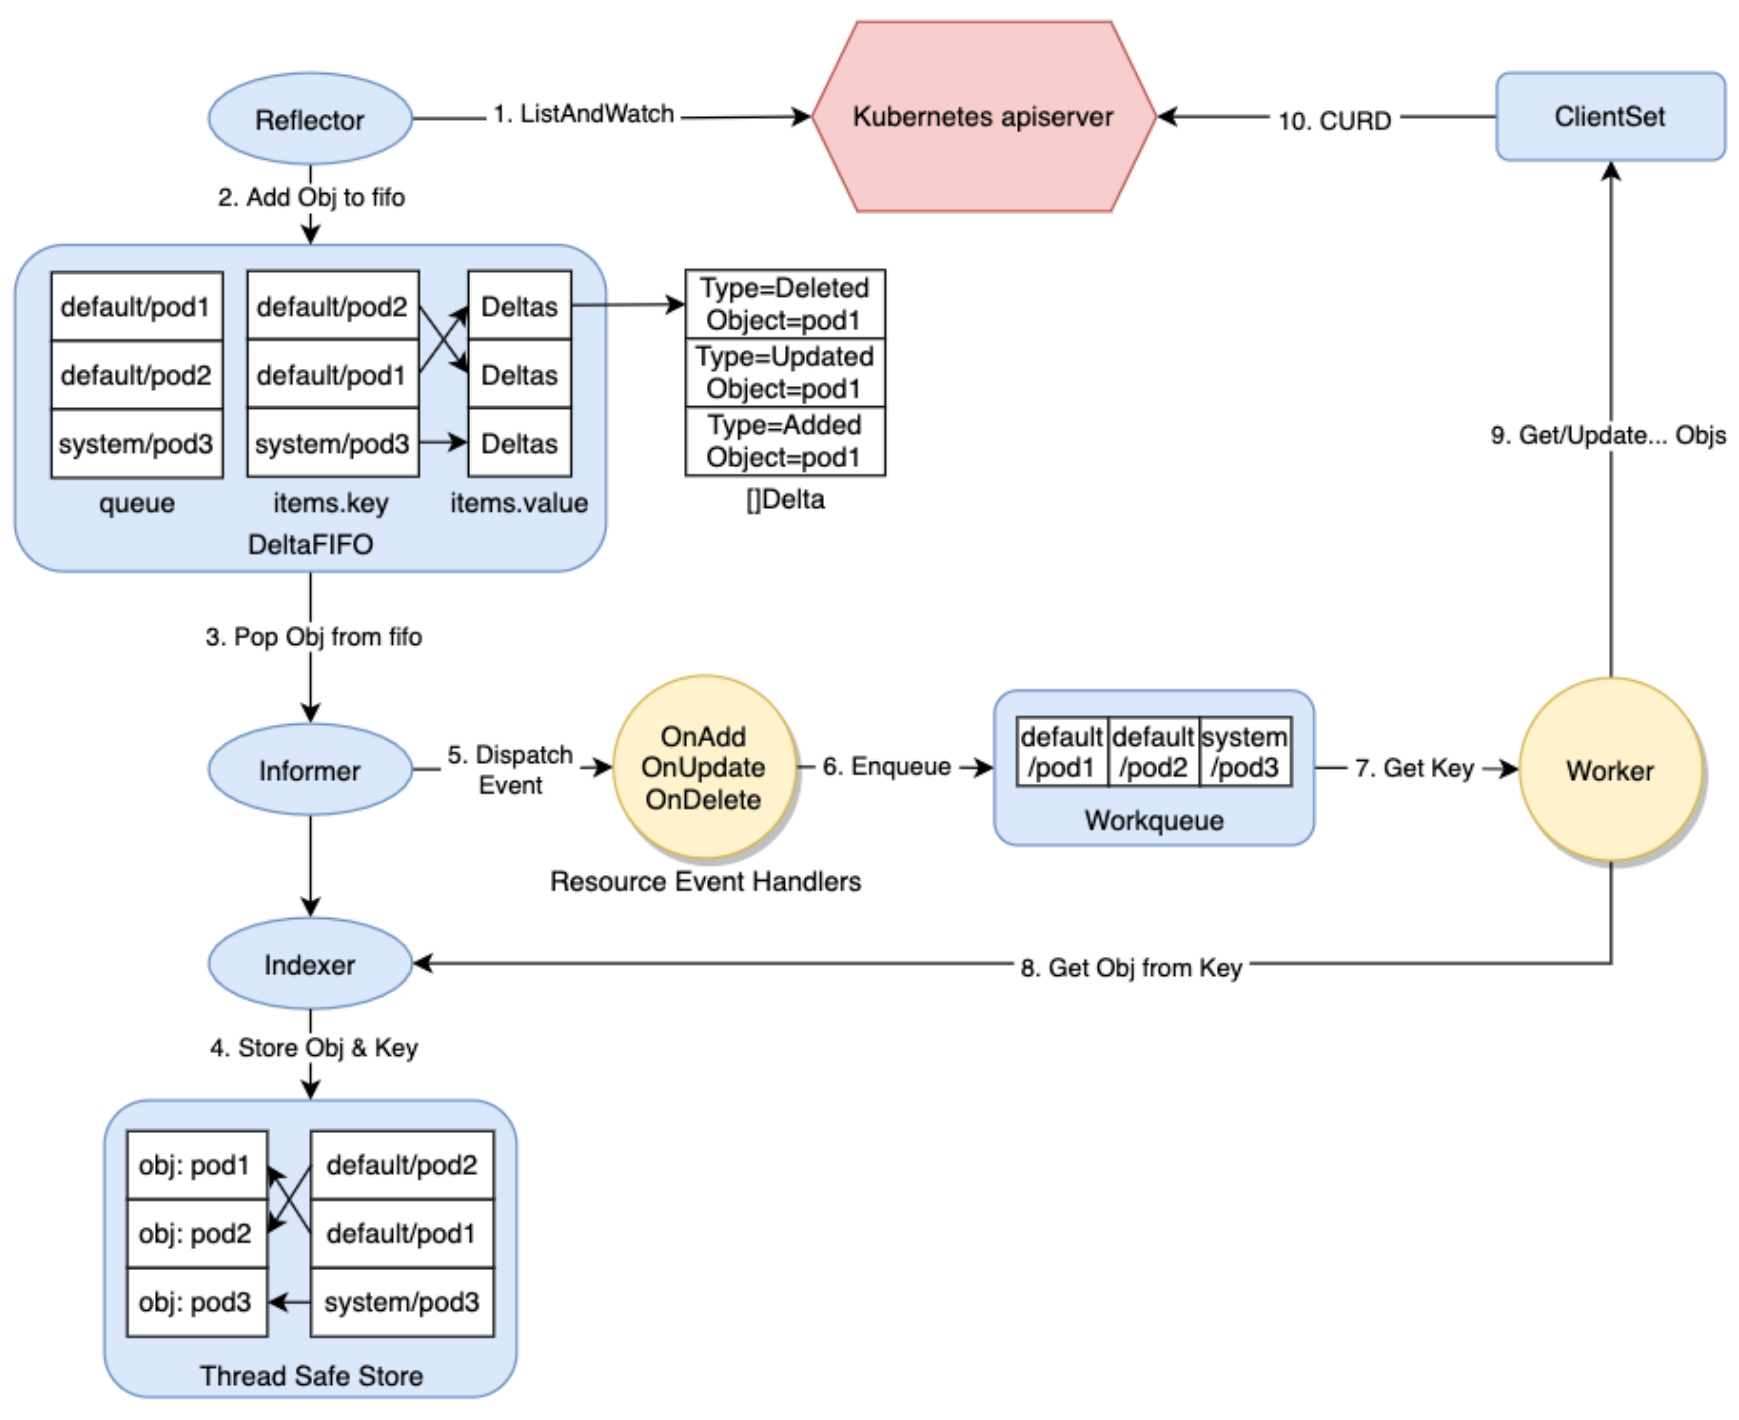 Reflector
1. ListAndWatch
Kubernetes apiserver
10. CURD
ClientSet
2. Add Obj to fifo
default/pod1
default/pod2
system/pod3
queue
default/pod2
default/pod1
system/pod3
items.key
Deltas
Deltas
Deltas
items.value
DeltaFIFO
Type=Deleted
Object=pod1
Type=Updated
Object=pod1
Type=Added
Object=pod1
[]Delta
9. Get/Update... Objs
3. Pop Obj from fifo
Informer
5. Dispatch
Event
OnAdd
OnUpdate
OnDelete
Resource Event Handlers
6. Enqueue
default
/pod1
default
/pod2
system
/pod3
Workqueue
7. Get Key
Worker
Indexer
8. Get Obj from Key
4. Store Obj & Key
obj: pod1
obj: pod2
obj: pod3
default/pod2
default/pod1
system/pod3
Thread Safe Store